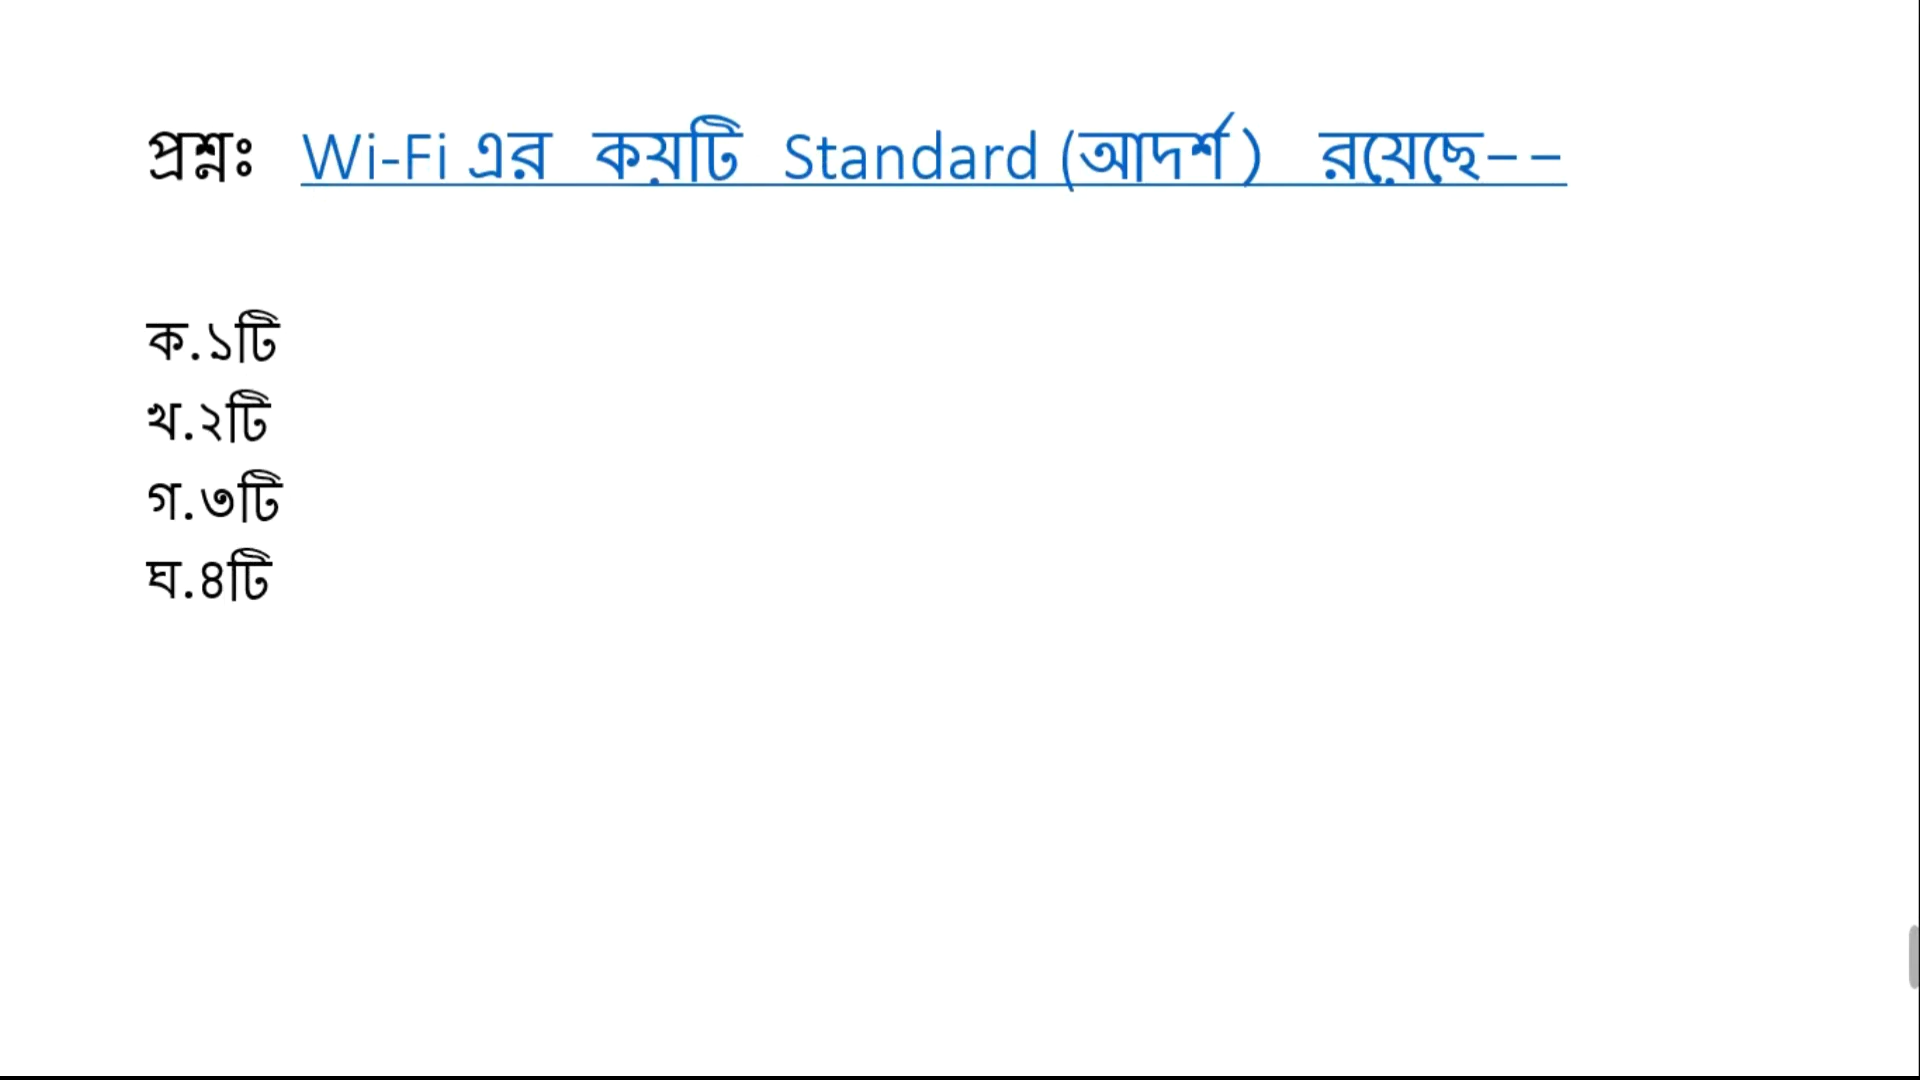 প্রশ্নঃ Wi-Fi এর কয়টি Standard (আদর্শ) রয়েছে--
ক.১টি
খ.২টি
গ.৩টি
ঘ.৪টি